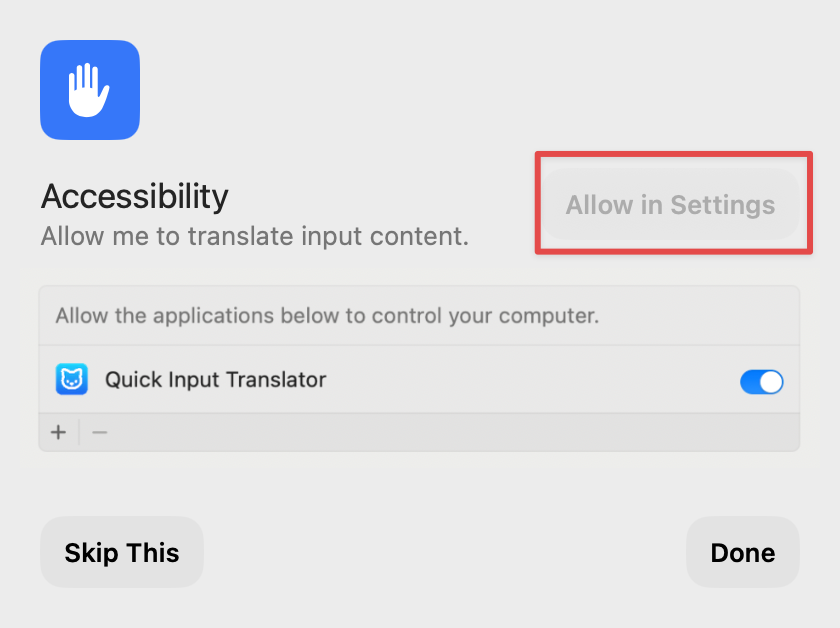 Accessibility
Allow in Settings
Allow me to translate input content.
Allow the applications below to control your computer.
Quick Input Translator
+ −
Skip This
Done